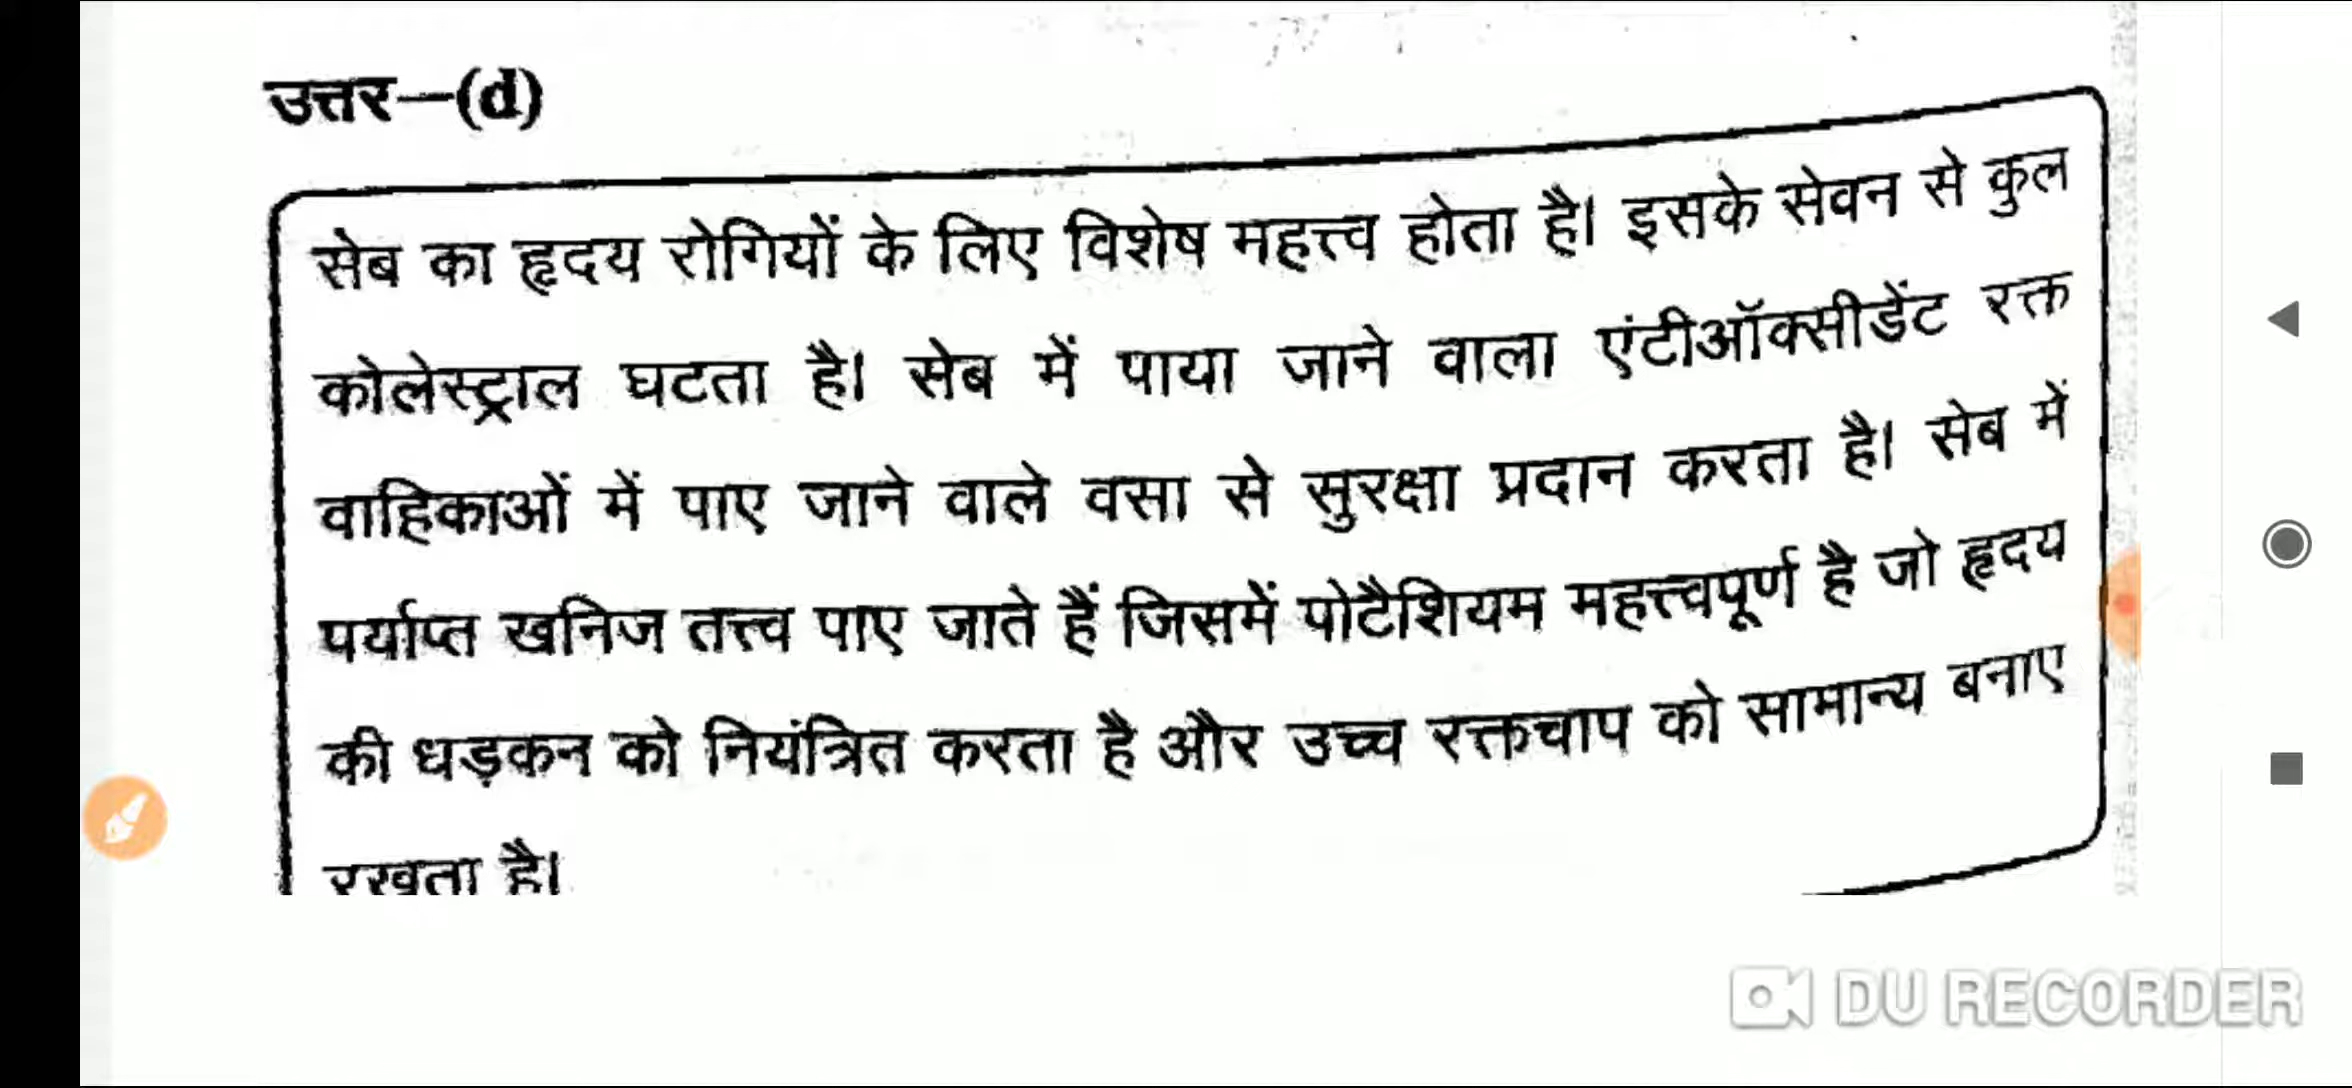 उत्तर—(d)
सेब का हृदय रोगियों के लिए विशेष महत्त्व होता है। इसके सेवन से कुल
कोलेस्ट्राल घटता है। सेब में पाया जाने वाला एंटीऑक्सीडेंट रक्त
वाहिकाओं में पाए जाने वाले वसा से सुरक्षा प्रदान करता है। सेब में
पर्याप्त खनिज तत्त्व पाए जाते हैं जिसमें पोटैशियम महत्त्वपूर्ण है जो हृदय
की धड़कन को नियंत्रित करता है और उच्च रक्तचाप को सामान्य बनाए
रखता है।
DU RECORDER